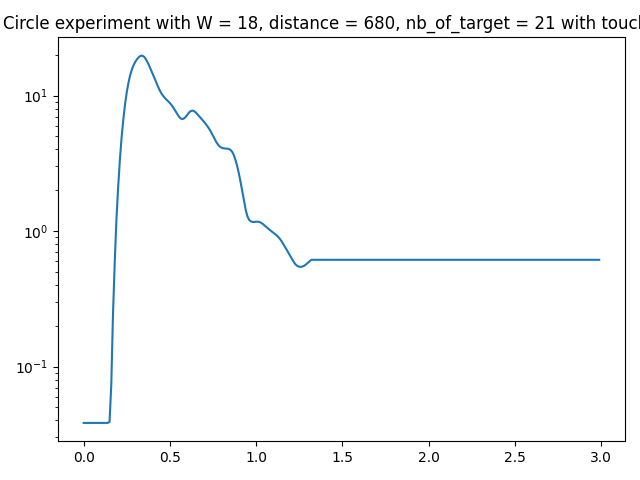 Circle experiment with W = 18, distance = 680, nb_of_target = 21 with
10¹
10⁰
10⁻¹
0.0 0.5 1.0 1.5 2.0 2.5 3.0